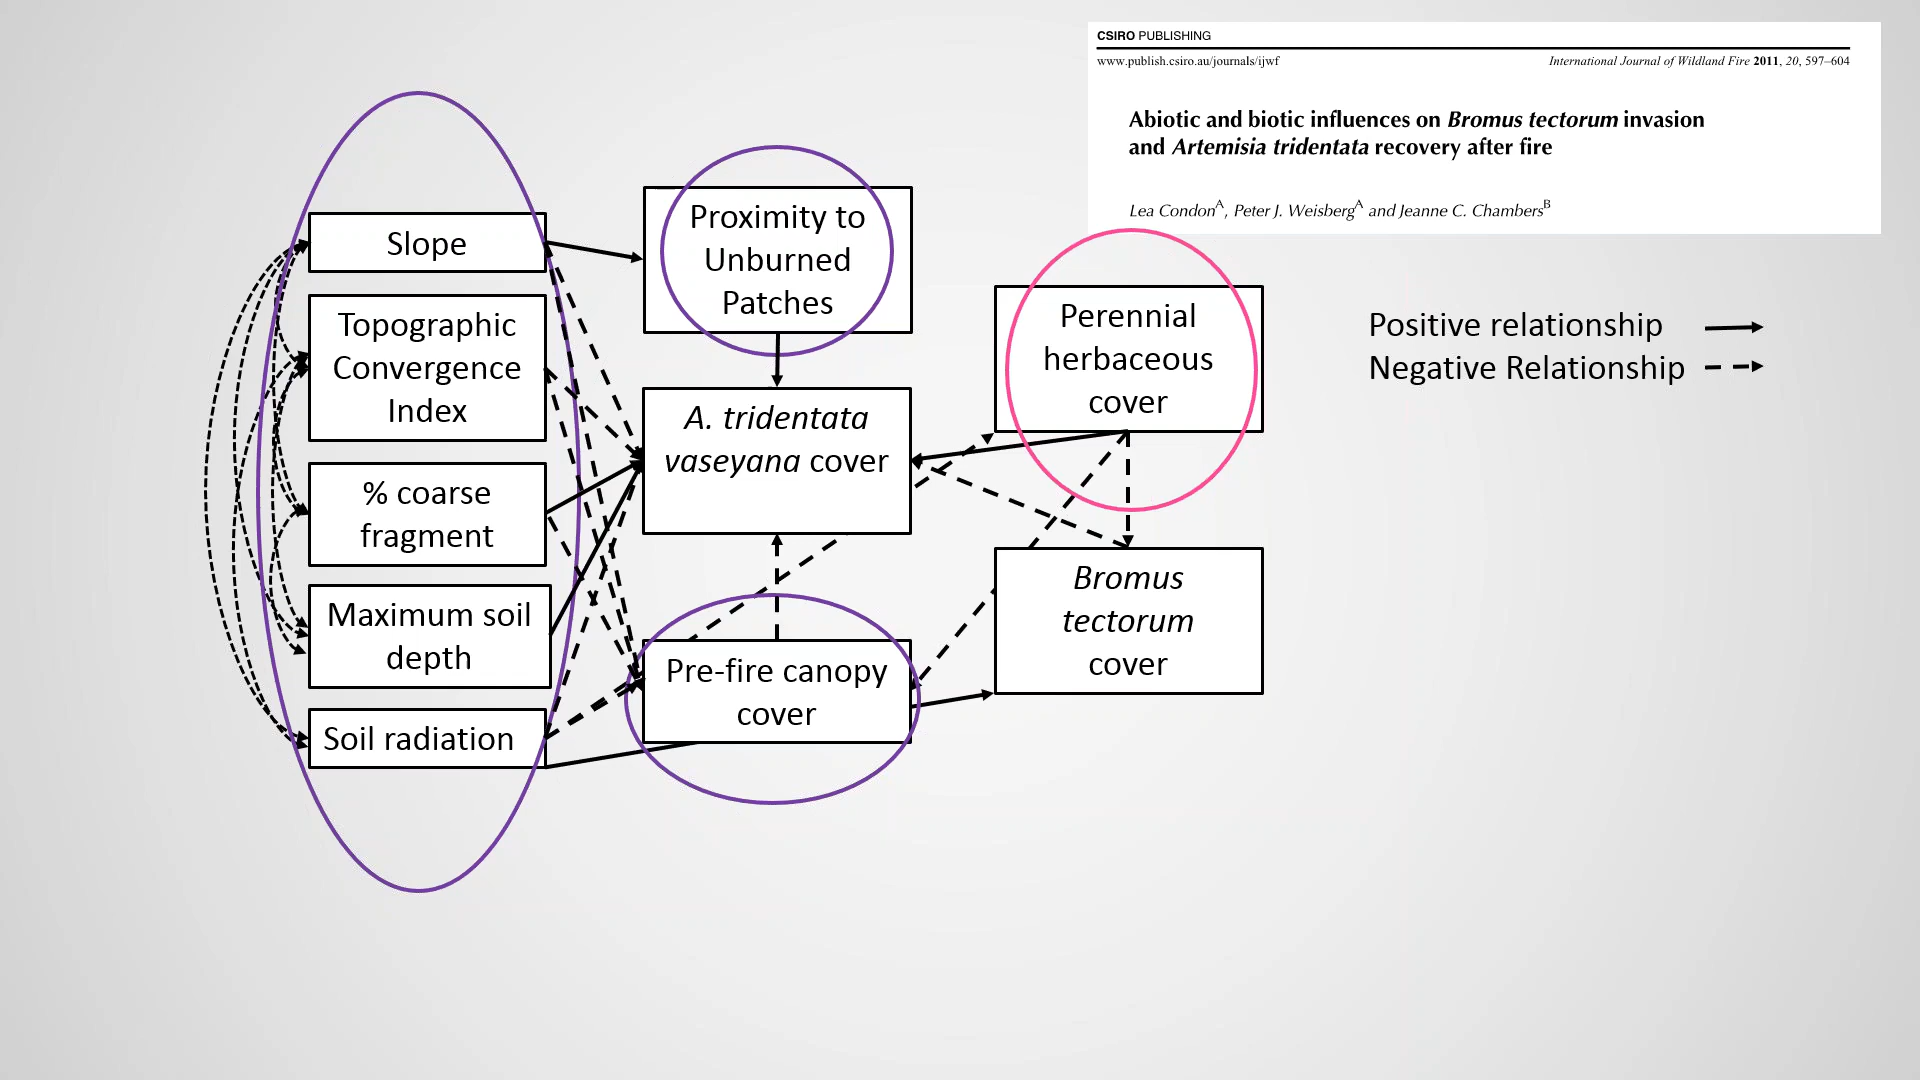 CSIRO PUBLISHING
www.publish.csiro.au/journals/ijwf
International Journal of Wildland Fire 2011, 20, 597–604
Abiotic and biotic influences on Bromus tectorum invasion
and Artemisia tridentata recovery after fire
Lea CondonA, Peter J. WeisbergA and Jeanne C. ChambersB
Slope
Topographic
Convergence
Index
% coarse
fragment
Maximum soil
depth
Soil radiation
Proximity to
Unburned
Patches
A. tridentata
vaseyana cover
Pre-fire canopy
cover
Perennial
herbaceous
cover
Bromus
tectorum
cover
Positive relationship
Negative Relationship